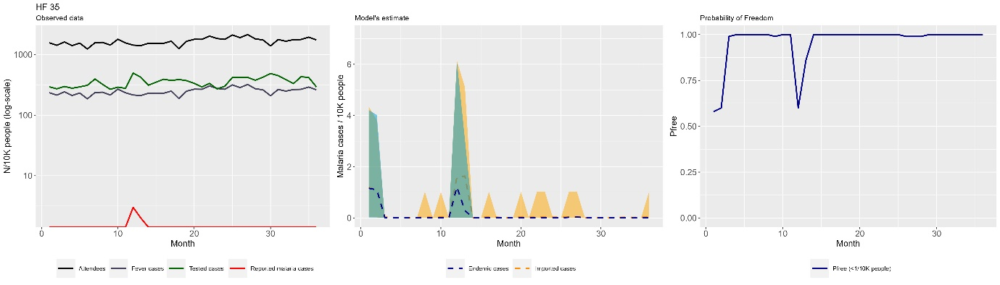 HF 35
Observed data
N/10K people (log-scale)
1000
100
10
0
10
20
30
Month
Attendees
Fever cases
Tested cases
Reported malaria cases
Model's estimate
Malaria cases / 10K people
6
4
2
0
0
10
20
30
Month
Endemic cases
Imported cases
Probability of Freedom
Pfree
1.00
0.75
0.50
0.25
0.00
0
10
20
30
Month
Pfree (<1/10K people)